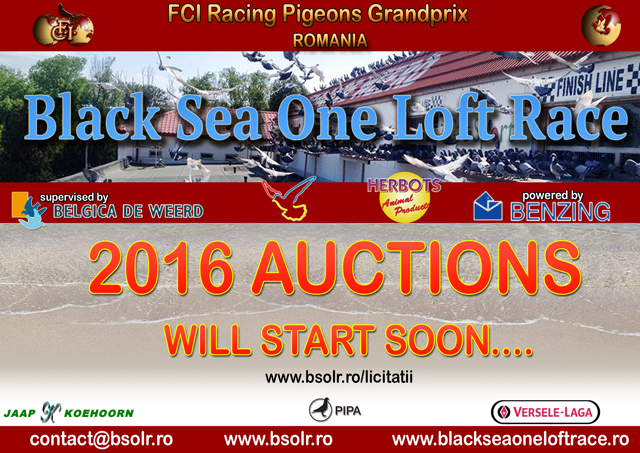 FCI Racing Pigeons Grandprix
ROMANIA
FCI
FINISH LINE
Black Sea One Loft Race
supervised by
BELGICA DE WEERD
HERBOTS
Animal Products
powered by
BENZING
2016 AUCTIONS
WILL START SOON....
www.bsolr.ro/licitatii
JAAP KOEHOORN
PIPA
VERSELE-LAGA
contact@bsolr.ro www.bsolr.ro www.blackseaoneloftrace.ro